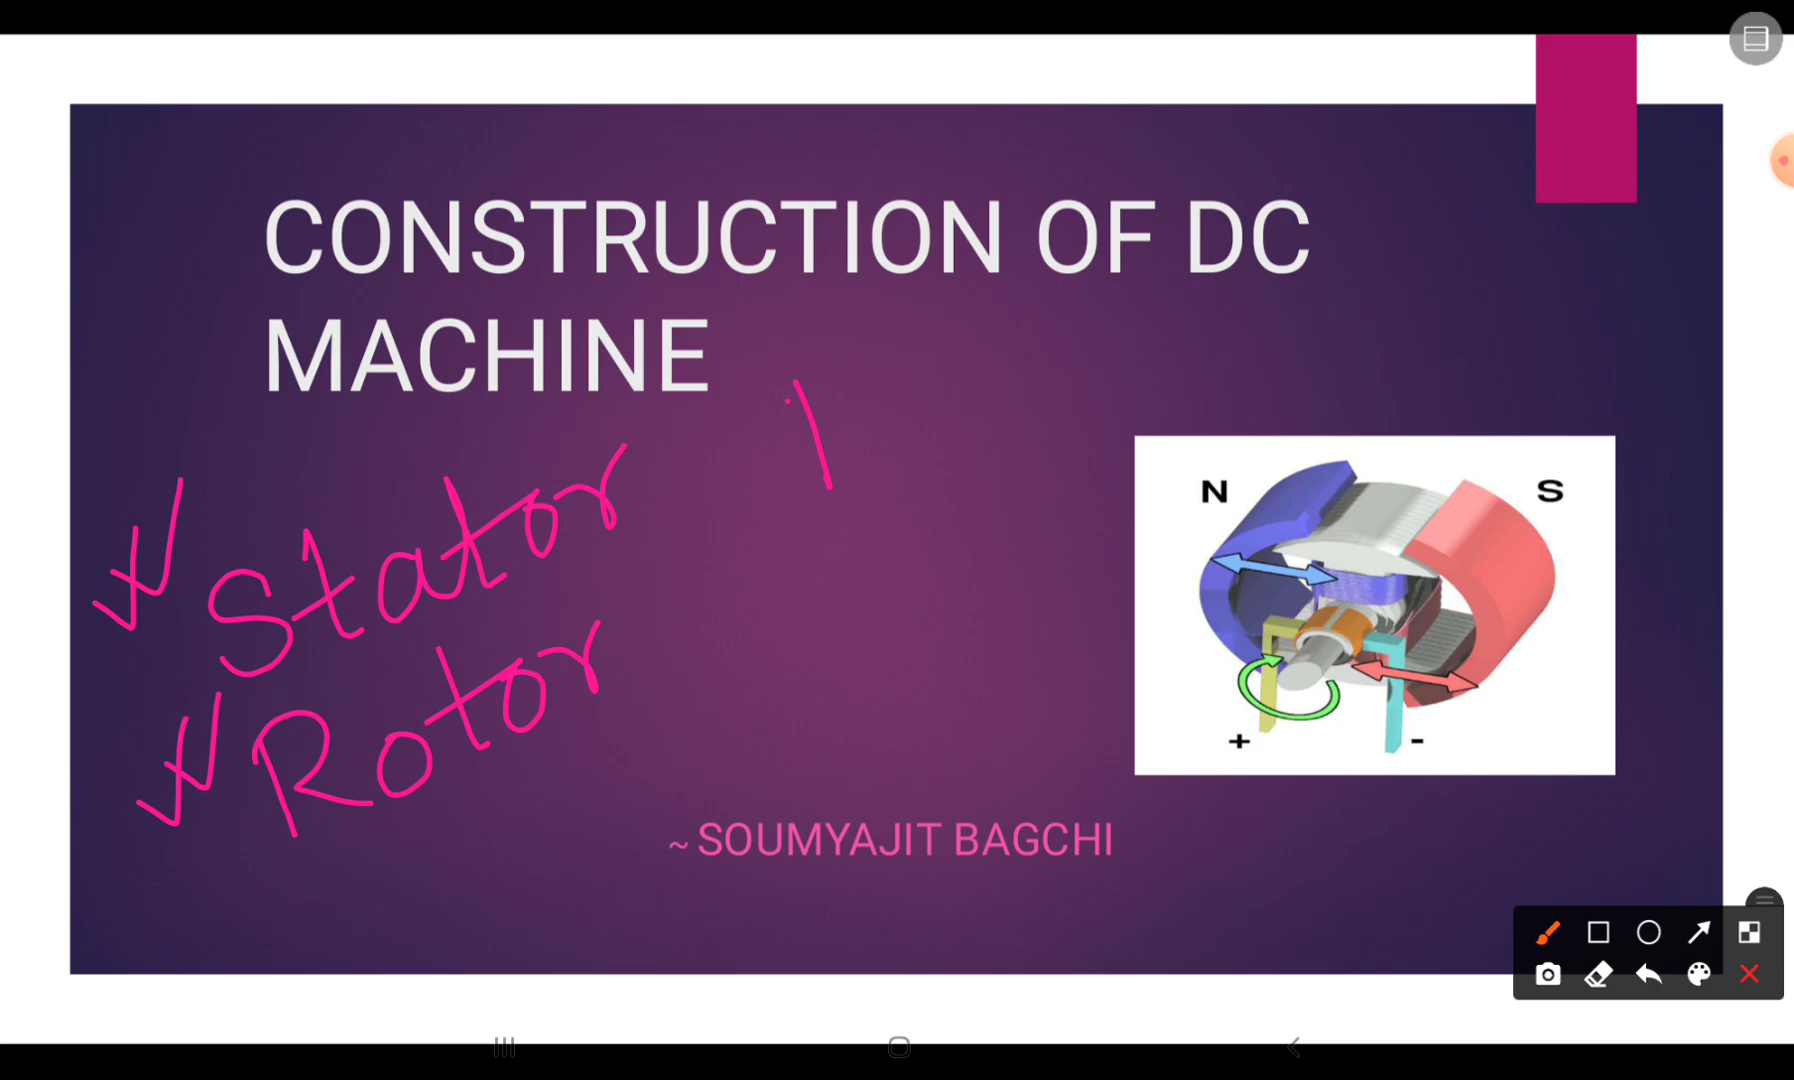 CONSTRUCTION OF DC
MACHINE
Stator
Rotor
N
S
+ -
~ SOUMYAJIT BAGCHI